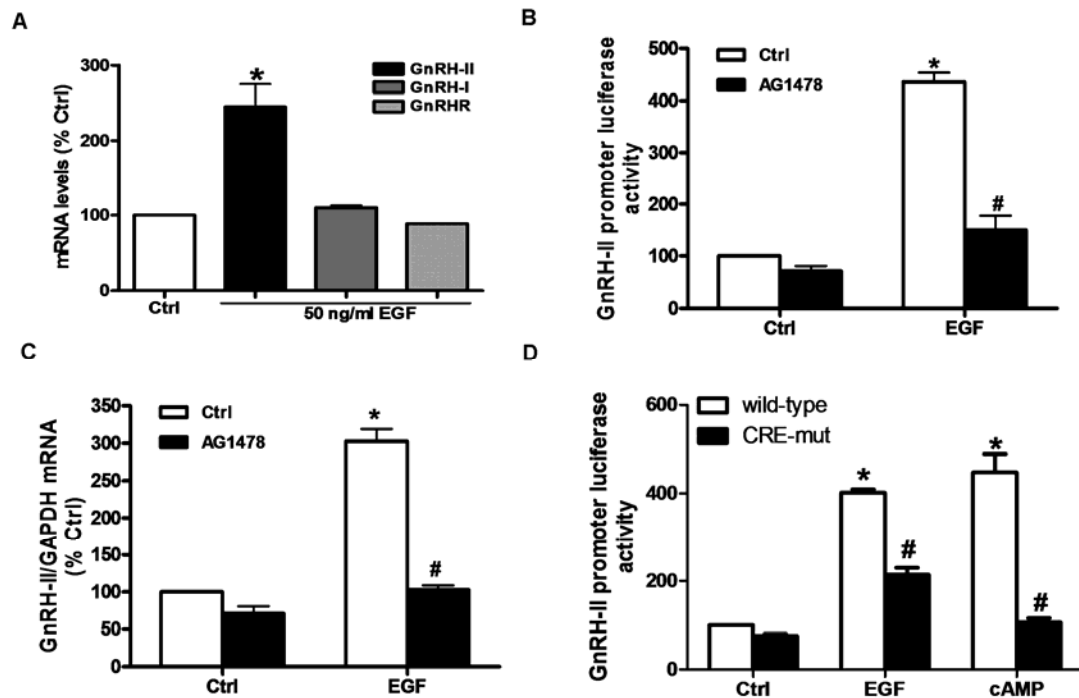 A
mRNA levels (% Ctrl)
300
200
100
0
*
GnRH-II
GnRH-I
GnRHR
Ctrl
50 ng/ml EGF
B
GnRH-II promoter luciferase
activity
500
400
300
200
150
100
50
0
Ctrl
AG1478
*
#
Ctrl
EGF
C
GnRH-II/GAPDH mRNA
(% Ctrl)
350
300
250
200
150
100
50
0
Ctrl
AG1478
*
#
Ctrl
EGF
D
GnRH-II promoter luciferase
activity
600
400
200
0
wild-type
CRE-mut
*
#
*
#
Ctrl
EGF
cAMP